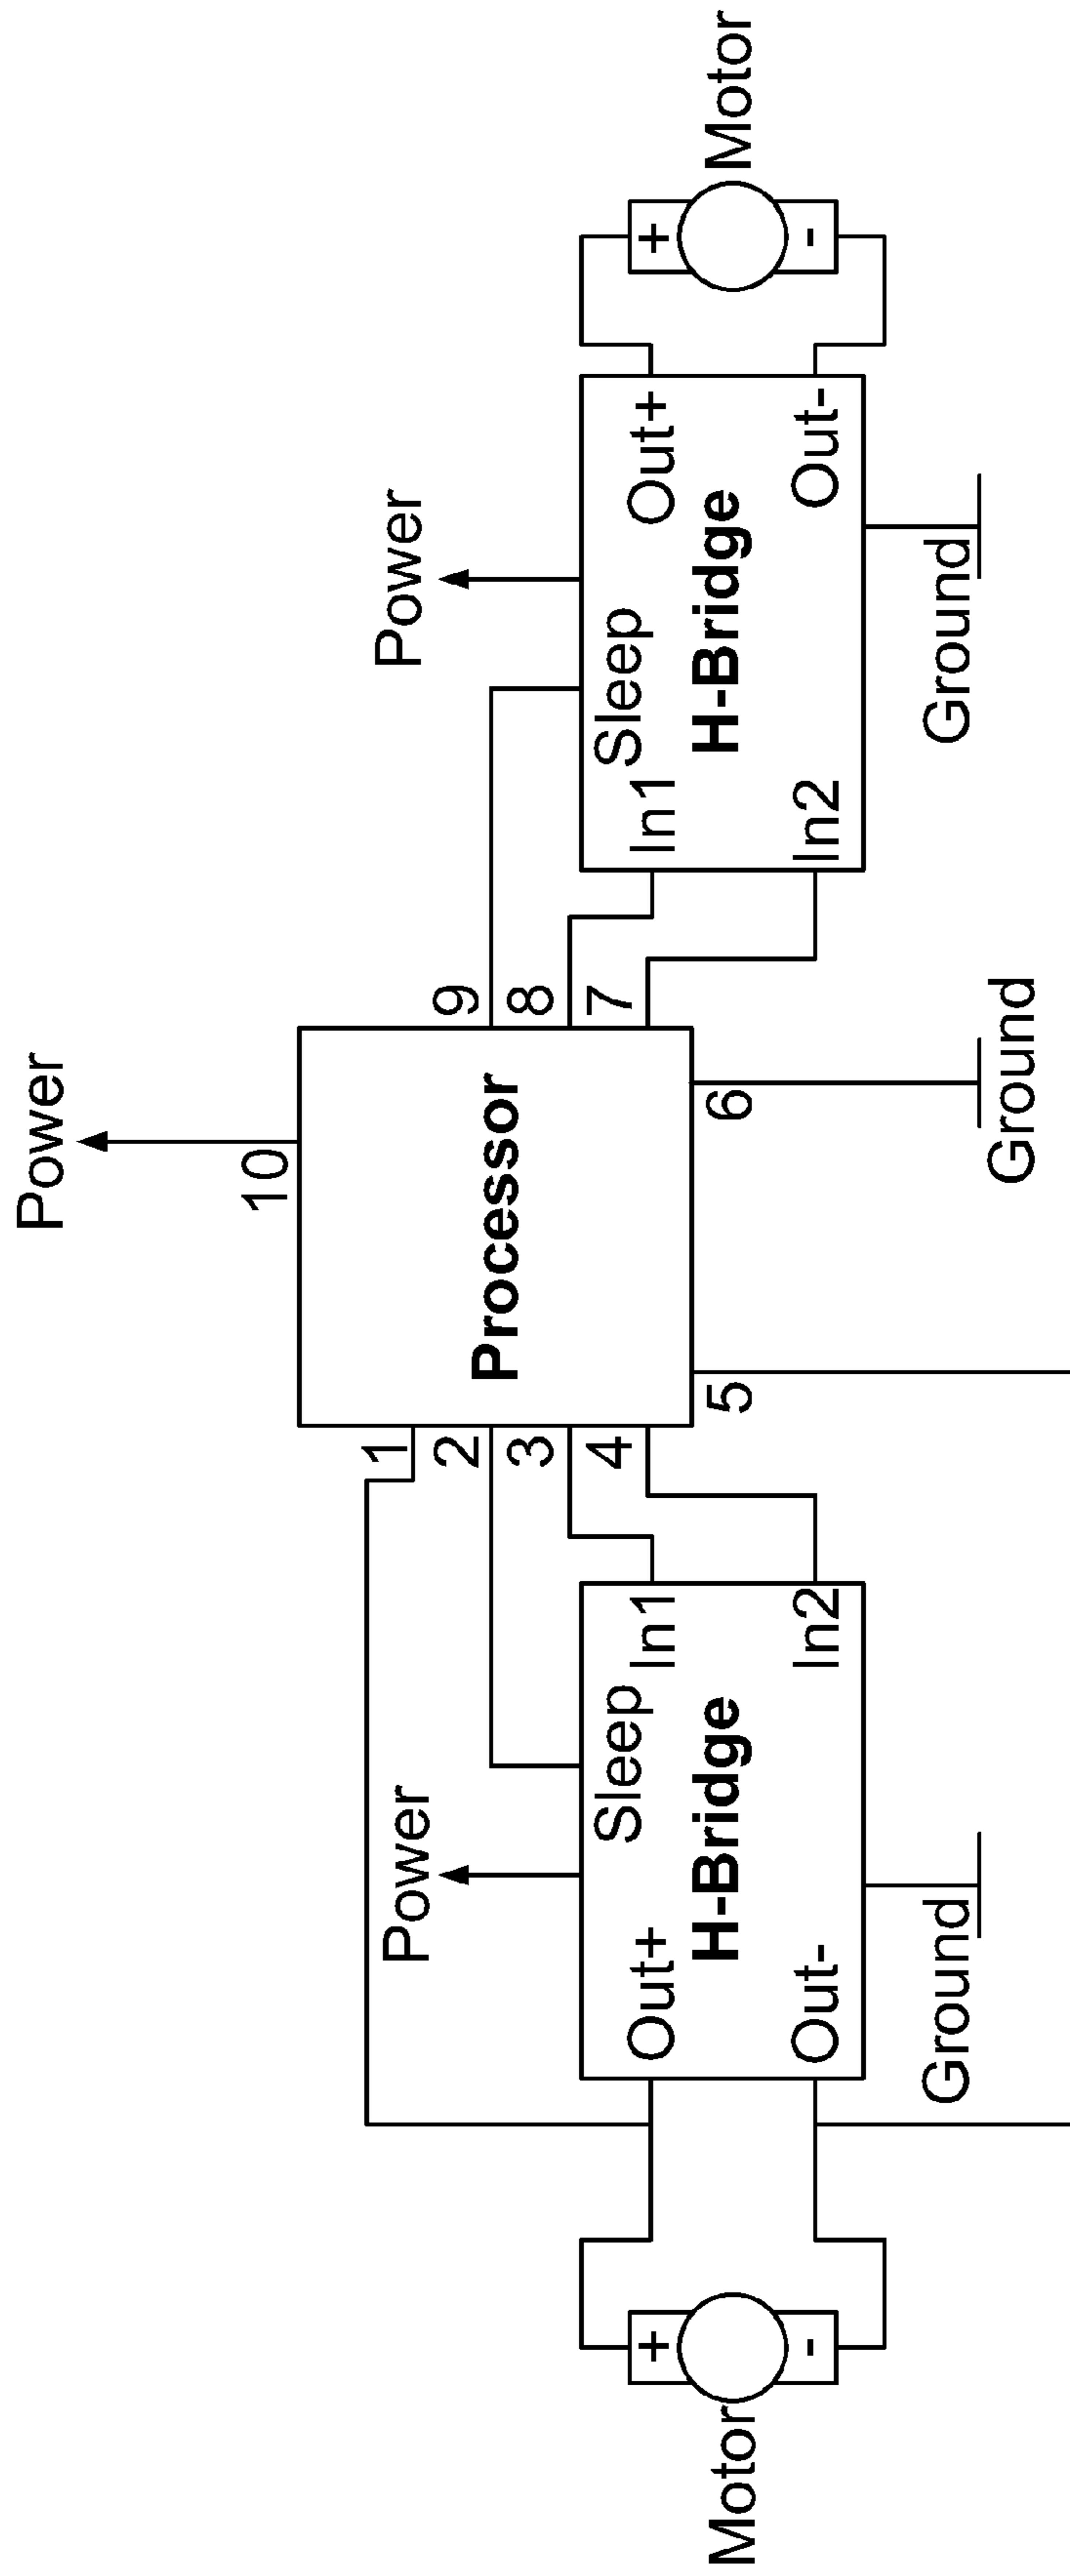 Power
10
Processor
1
2
3
4
5
6
7
8
9
Power
Sleep
Out+
In1
H-Bridge
Out-
In2
Ground
+
-
Motor
Ground
Power
Sleep
In1
Out+
H-Bridge
In2
Out-
Ground
+
-
Motor